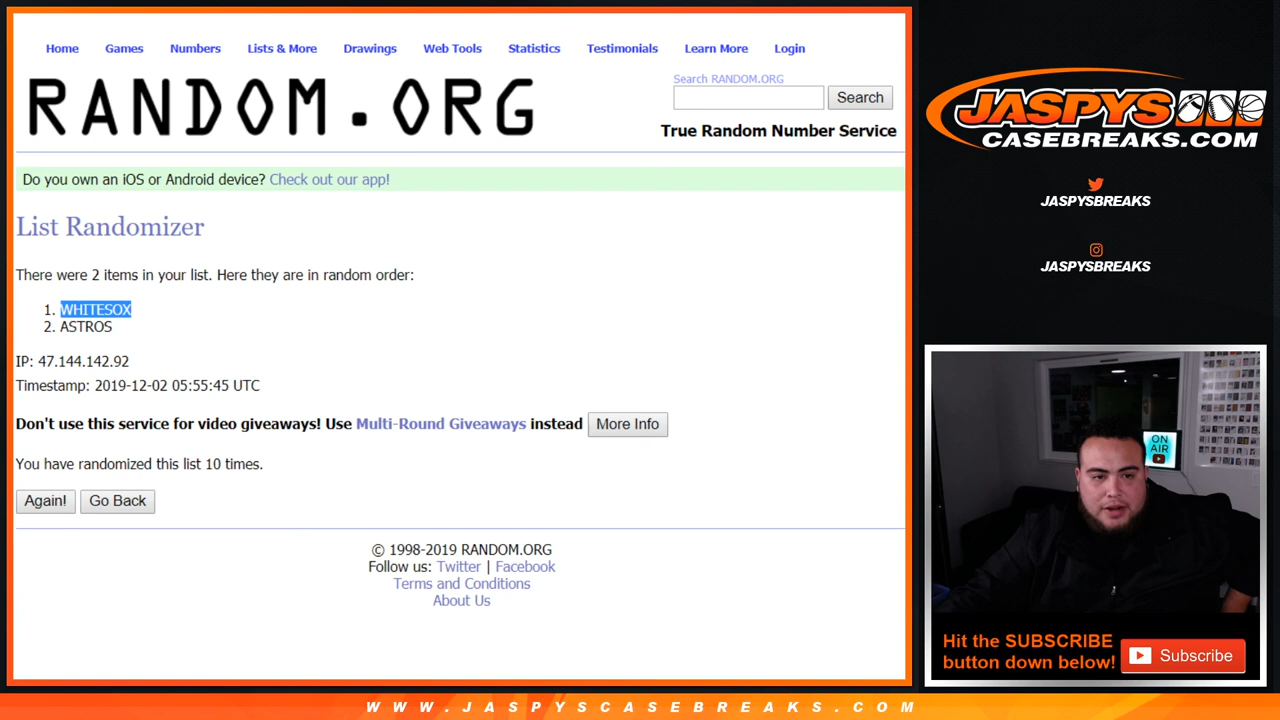 Home Games Numbers Lists & More Drawings Web Tools Statistics Testimonials Learn More Login
RANDOM.ORG
Search RANDOM.ORG
Search
True Random Number Service
Do you own an iOS or Android device? Check out our app!
List Randomizer
There were 2 items in your list. Here they are in random order:
1. WHITESOX
2. ASTROS
IP: 47.144.142.92
Timestamp: 2019-12-02 05:55:45 UTC
Don't use this service for video giveaways! Use Multi-Round Giveaways instead More Info
You have randomized this list 10 times.
Again! Go Back
© 1998-2019 RANDOM.ORG
Follow us: Twitter | Facebook
Terms and Conditions
About Us
JASPYS
CASEBREAKS.COM
JASPYSBREAKS
JASPYSBREAKS
ON
AIR
Hit the SUBSCRIBE
button down below!
Subscribe
WWW.JASPYSCASEBREAKS.COM